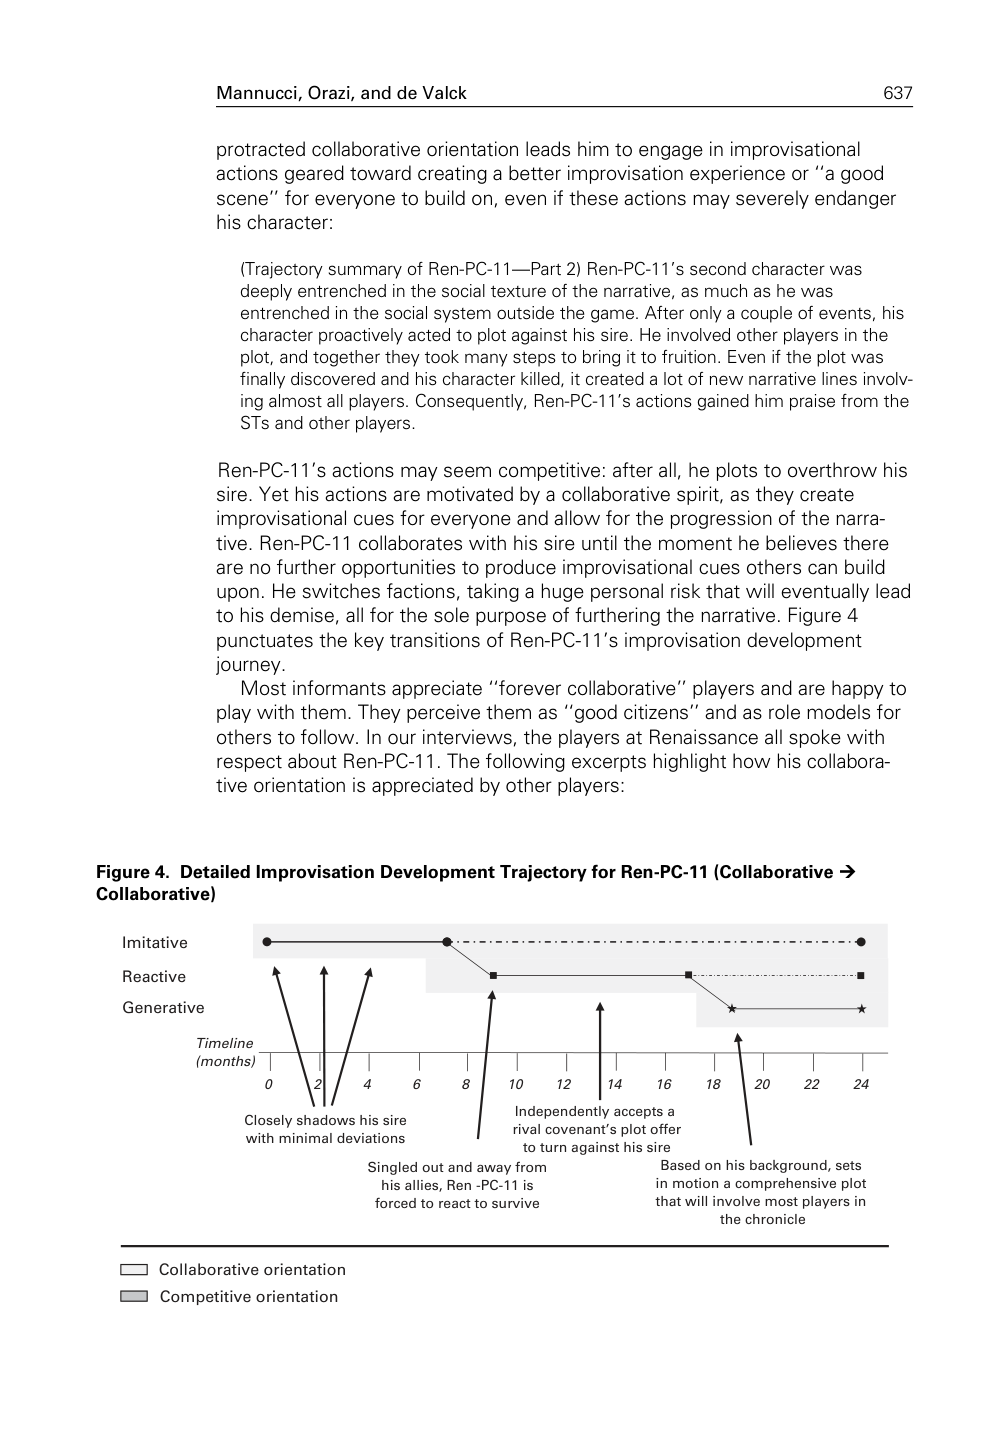 Mannucci, Orazi, and de Valck 637
protracted collaborative orientation leads him to engage in improvisational
actions geared toward creating a better improvisation experience or ‘‘a good
scene’’ for everyone to build on, even if these actions may severely endanger
his character:
(Trajectory summary of Ren-PC-11—Part 2) Ren-PC-11’s second character was
deeply entrenched in the social texture of the narrative, as much as he was
entrenched in the social system outside the game. After only a couple of events, his
character proactively acted to plot against his sire. He involved other players in the
plot, and together they took many steps to bring it to fruition. Even if the plot was
finally discovered and his character killed, it created a lot of new narrative lines involv-
ing almost all players. Consequently, Ren-PC-11’s actions gained him praise from the
STs and other players.
Ren-PC-11’s actions may seem competitive: after all, he plots to overthrow his
sire. Yet his actions are motivated by a collaborative spirit, as they create
improvisational cues for everyone and allow for the progression of the narra-
tive. Ren-PC-11 collaborates with his sire until the moment he believes there
are no further opportunities to produce improvisational cues others can build
upon. He switches factions, taking a huge personal risk that will eventually lead
to his demise, all for the sole purpose of furthering the narrative. Figure 4
punctuates the key transitions of Ren-PC-11’s improvisation development
journey.
Most informants appreciate ‘‘forever collaborative’’ players and are happy to
play with them. They perceive them as ‘‘good citizens’’ and as role models for
others to follow. In our interviews, the players at Renaissance all spoke with
respect about Ren-PC-11. The following excerpts highlight how his collabora-
tive orientation is appreciated by other players:
Figure 4. Detailed Improvisation Development Trajectory for Ren-PC-11 (Collaborative →
Collaborative)
Imitative
Reactive
Generative
Timeline
(months)
0 2 4 6 8 10 12 14 16 18 20 22 24
Closely shadows his sire
with minimal deviations
Singled out and away from
his allies, Ren -PC-11 is
forced to react to survive
Independently accepts a
rival covenant’s plot offer
to turn against his sire
Based on his background, sets
in motion a comprehensive plot
that will involve most players in
the chronicle
Collaborative orientation
Competitive orientation